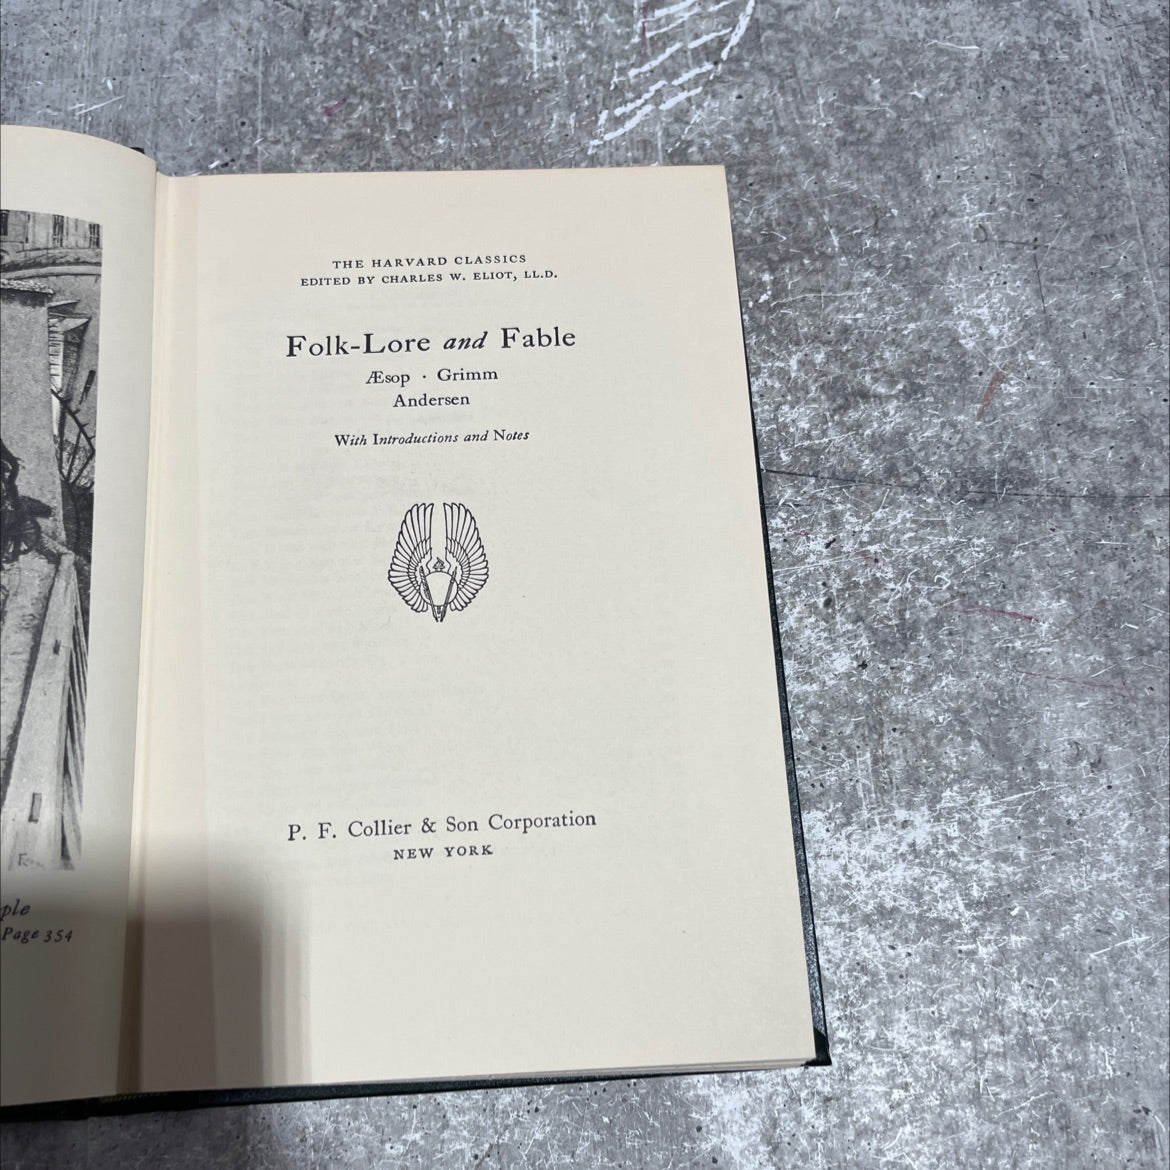 THE HARVARD CLASSICS
EDITED BY CHARLES W. ELIOT, LL.D.
Folk-Lore and Fable
Æsop · Grimm
Andersen
With Introductions and Notes
P. F. Collier & Son Corporation
NEW YORK
ple
Page 354